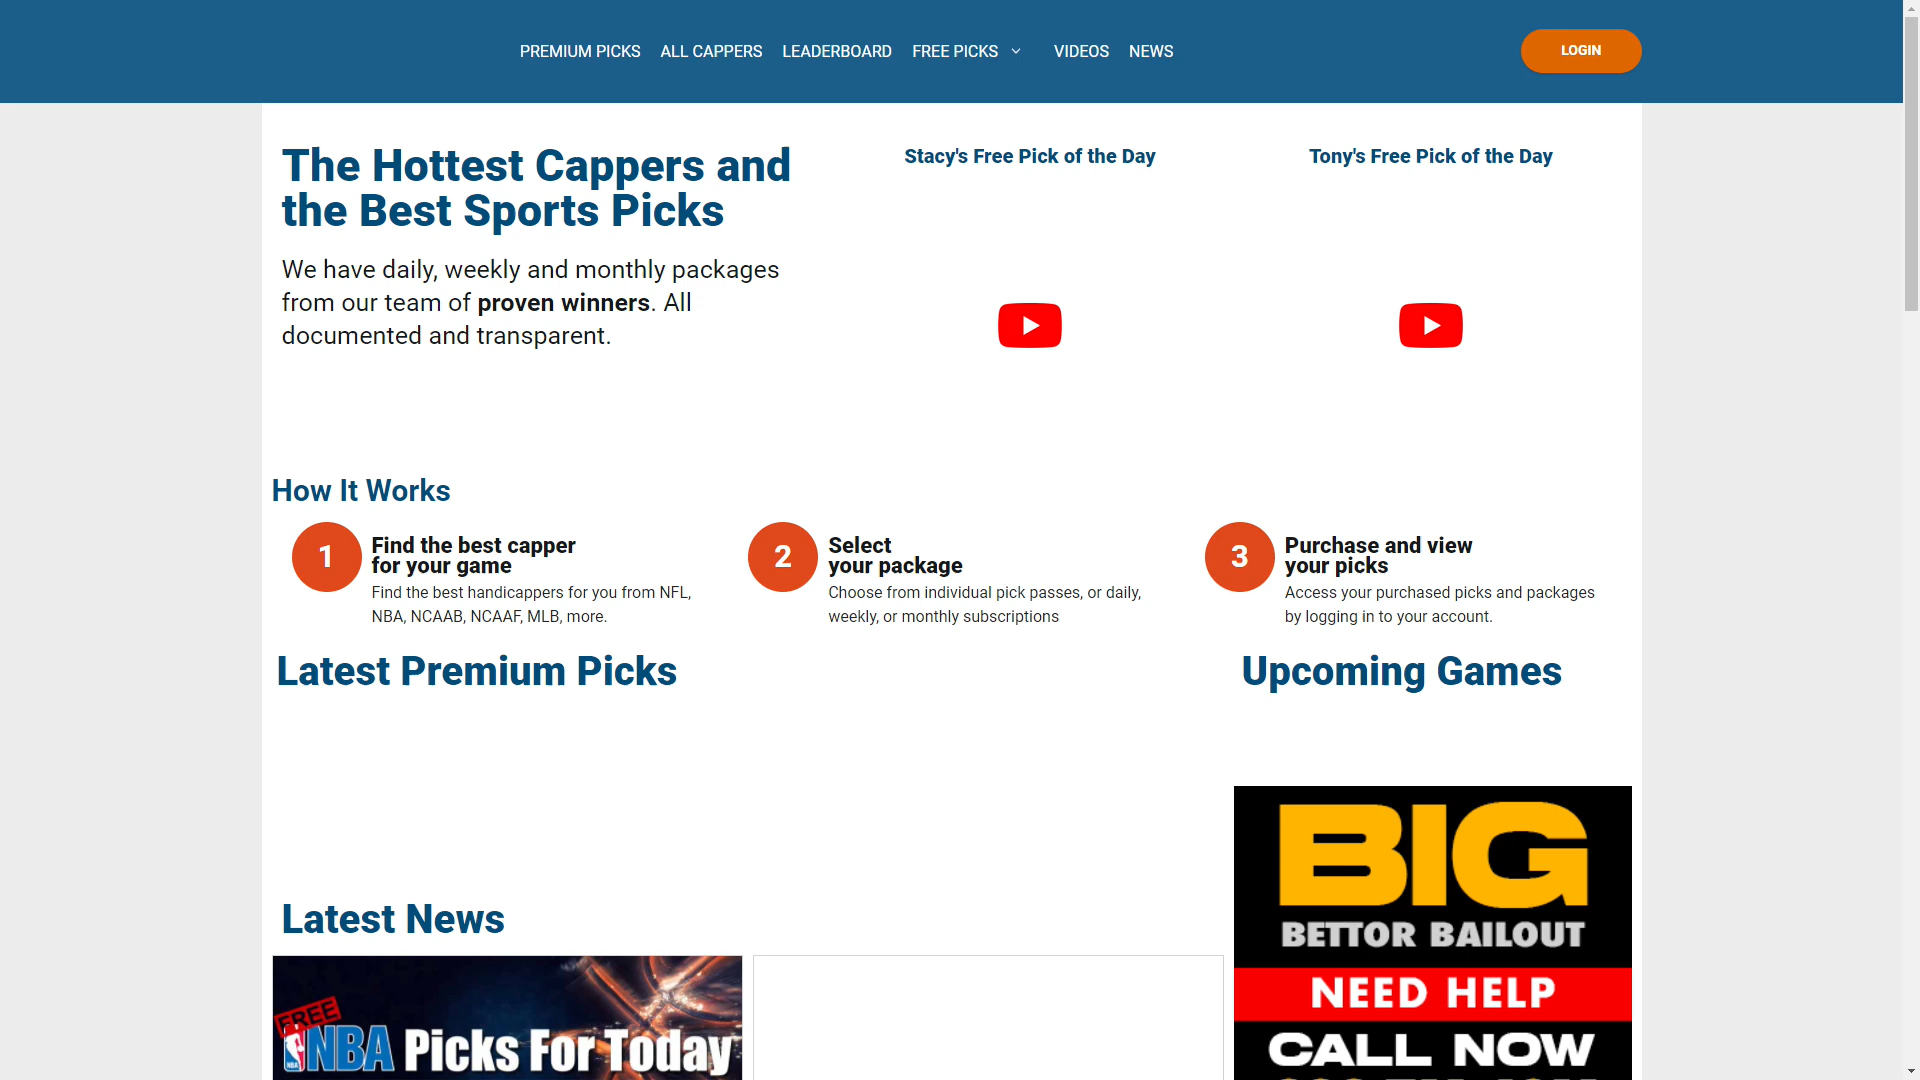 PREMIUM PICKS
ALL CAPPERS
LEADERBOARD
FREE PICKS
VIDEOS
NEWS
LOGIN
The Hottest Cappers and
the Best Sports Picks
We have daily, weekly and monthly packages
from our team of proven winners. All
documented and transparent.
Stacy's Free Pick of the Day
Tony's Free Pick of the Day
How It Works
1
Find the best capper
for your game
Find the best handicappers for you from NFL,
NBA, NCAAB, NCAAF, MLB, more.
2
Select
your package
Choose from individual pick passes, or daily,
weekly, or monthly subscriptions
3
Purchase and view
your picks
Access your purchased picks and packages
by logging in to your account.
Latest Premium Picks
Upcoming Games
BIG
BETTOR BAILOUT
NEED HELP
CALL NOW
Latest News
FREE
NBA Picks For Today
NBA